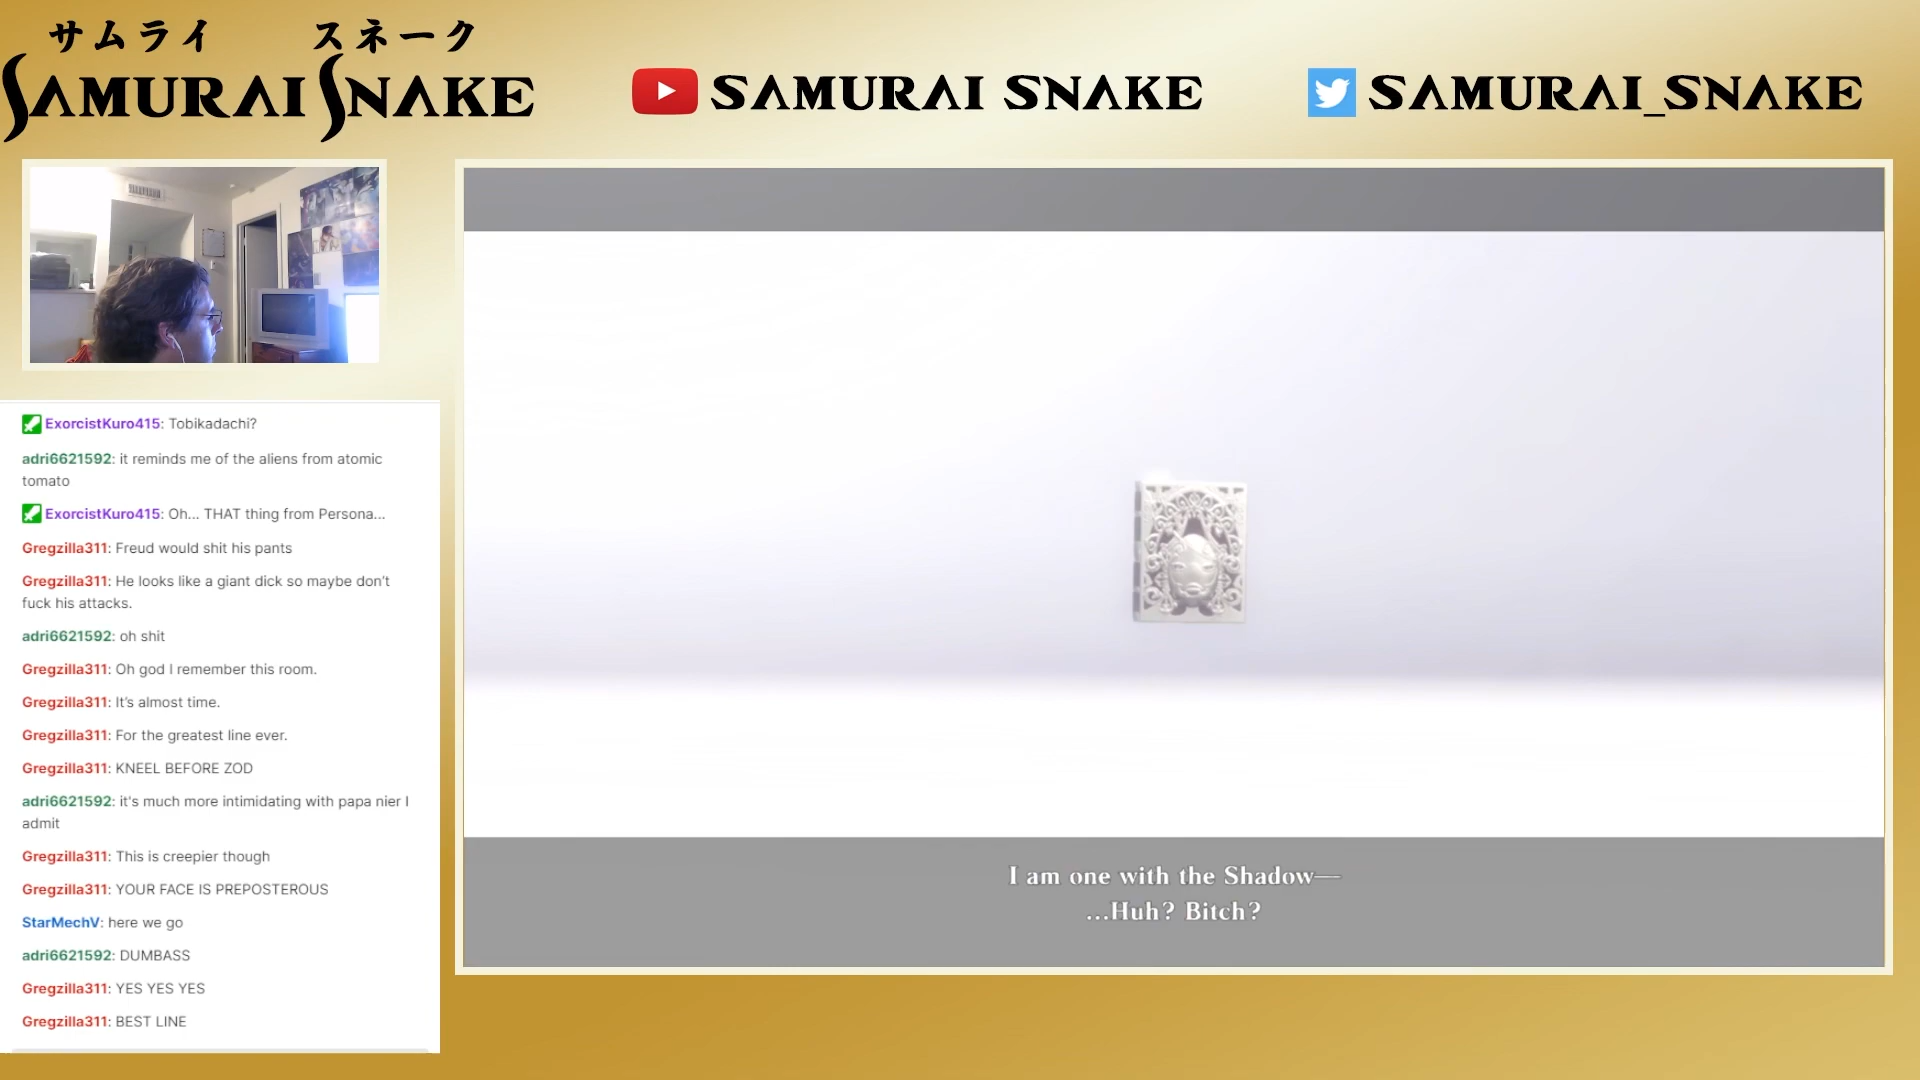 サムライ スネーク
SAMURAI SNAKE
SAMURAI SNAKE
SAMURAI_SNAKE
ExorcistKuro415: Tobikadachi?
adri6621592: it reminds me of the aliens from atomic
tomato
ExorcistKuro415: Oh... THAT thing from Persona...
Gregzilla311: Freud would shit his pants
Gregzilla311: He looks like a giant dick so maybe don't
fuck his attacks.
adri6621592: oh shit
Gregzilla311: Oh god I remember this room.
Gregzilla311: It's almost time.
Gregzilla311: For the greatest line ever.
Gregzilla311: KNEEL BEFORE ZOD
adri6621592: it's much more intimidating with papa nier I
admit
Gregzilla311: This is creepier though
Gregzilla311: YOUR FACE IS PREPOSTEROUS
StarMechV: here we go
adri6621592: DUMBASS
Gregzilla311: YES YES YES
Gregzilla311: BEST LINE
I am one with the Shadow—
...Huh? Bitch?